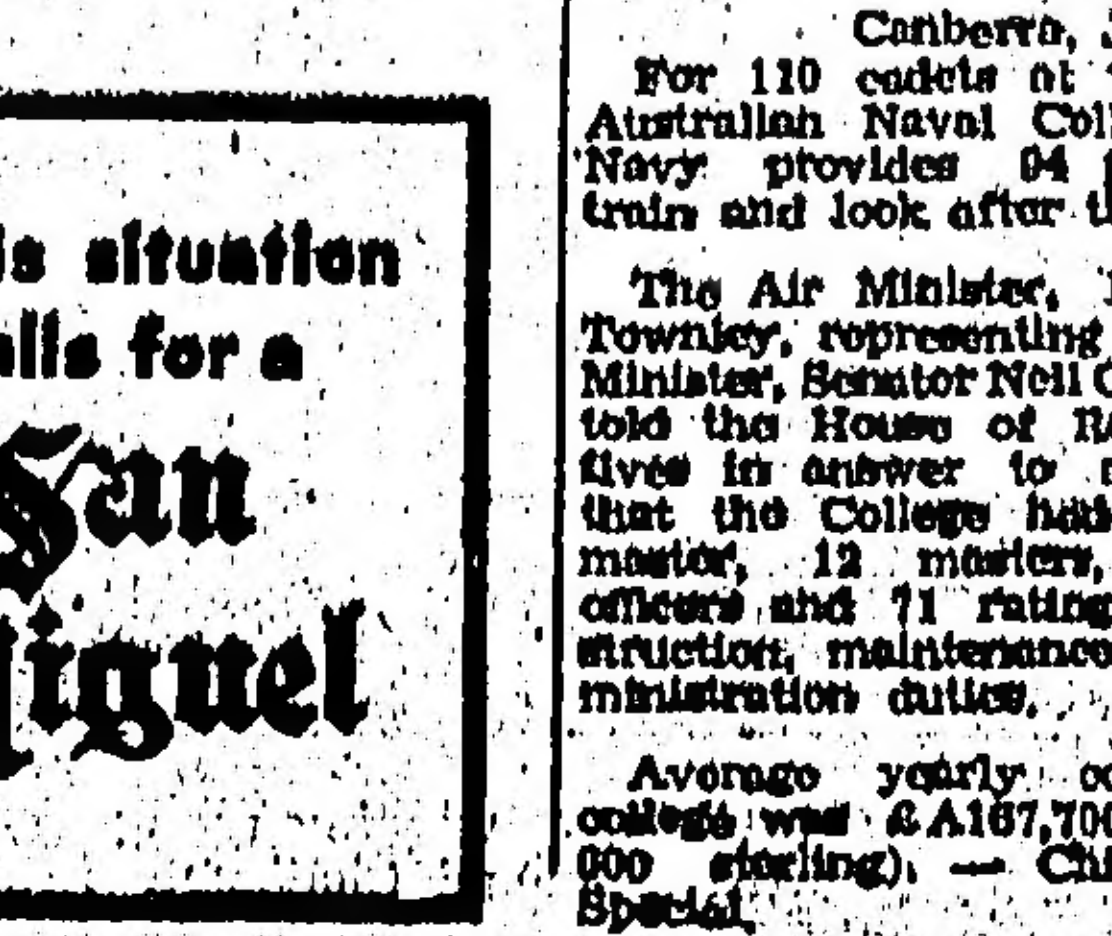 is situation
alls for a
San
Miguel
Canberra,
For 110 cadets at
Australian Naval Col
Navy provides 94
train and look after t
The Air Minister,
Townley, representing
Minister, Senator Neil
told the House of Re
tives in answer to
that the College had
master, 12 masters,
officers and 71 rating
struction, maintenance
ministration duties.
Average yearly co
college was £A167,700
000 sterling). — Chi
Special.